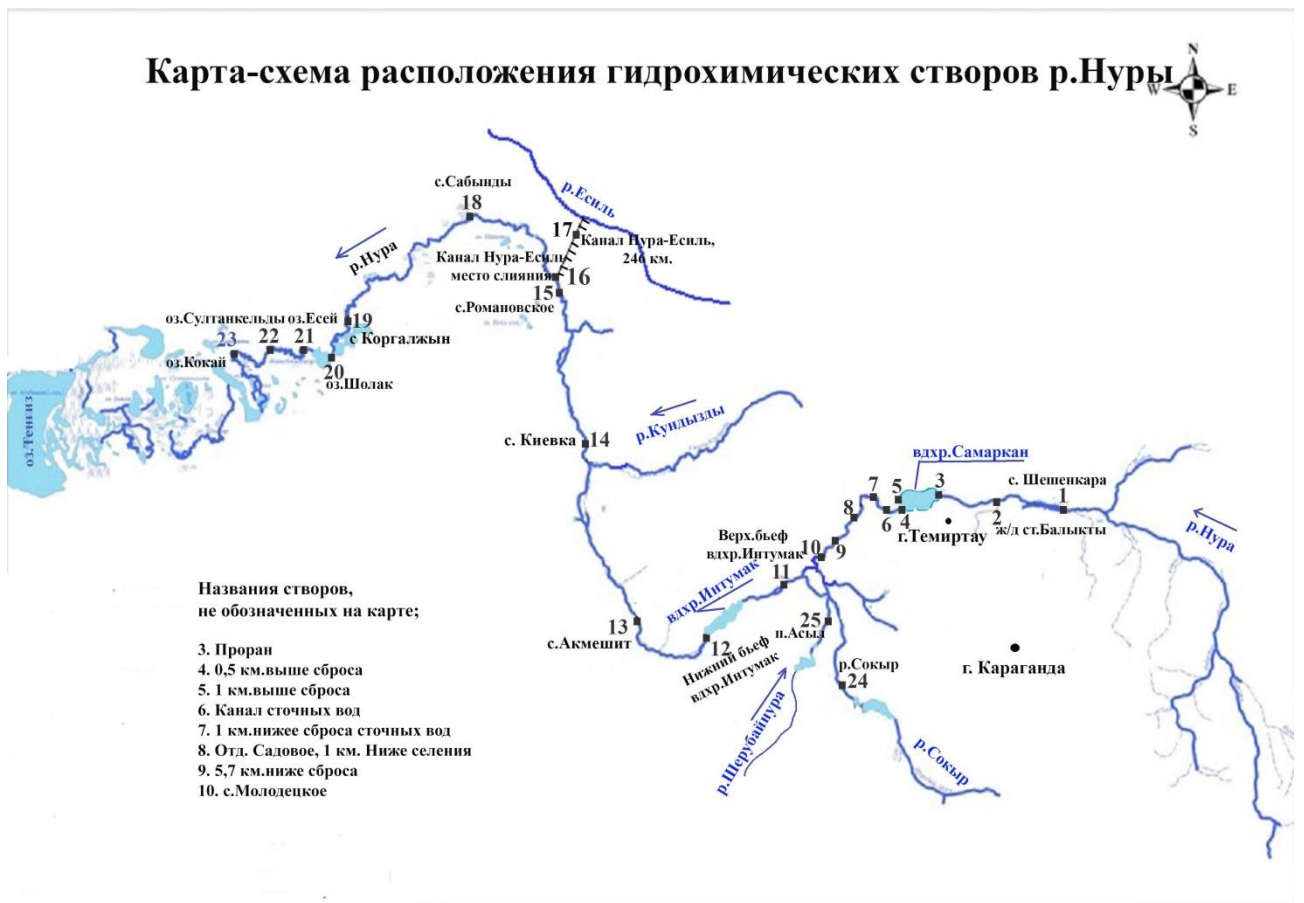 Карта-схема расположения гидрохимических створов р.Нуры
N
W E
S
с.Сабынды
18
р.Есиль
17
Канал Нура-Есиль,
246 км.
р.Нура
Канал Нура-Есиль
место слияния
16
15
с.Романовское
оз.Султанкельды
оз.Есей
19
с Коргалжын
23
22
21
оз.Кокай
20
оз.Шолак
оз.Тенгиз
р.Кундызды
с. Киевка
14
вдхр.Самаркан
с. Шешенкара
7
5
3
1
2
8
6
4
г.Темиртау
ж/д ст.Балыкты
р.Нура
Верх.бьеф
вдхр.Интумак
10
9
11
вдхр.Интумак
13
с.Акмешит
12
25
п.Асыл
Нижний бьеф
вдхр.Интумак
р.Сокыр
24
г. Караганда
р.Шерубайнура
р.Сокыр
Названия створов,
не обозначенных на карте;
3. Проран
4. 0,5 км.выше сброса
5. 1 км.выше сброса
6. Канал сточных вод
7. 1 км.нижее сброса сточных вод
8. Отд. Садовое, 1 км. Ниже селения
9. 5,7 км.ниже сброса
10. с.Молодецкое